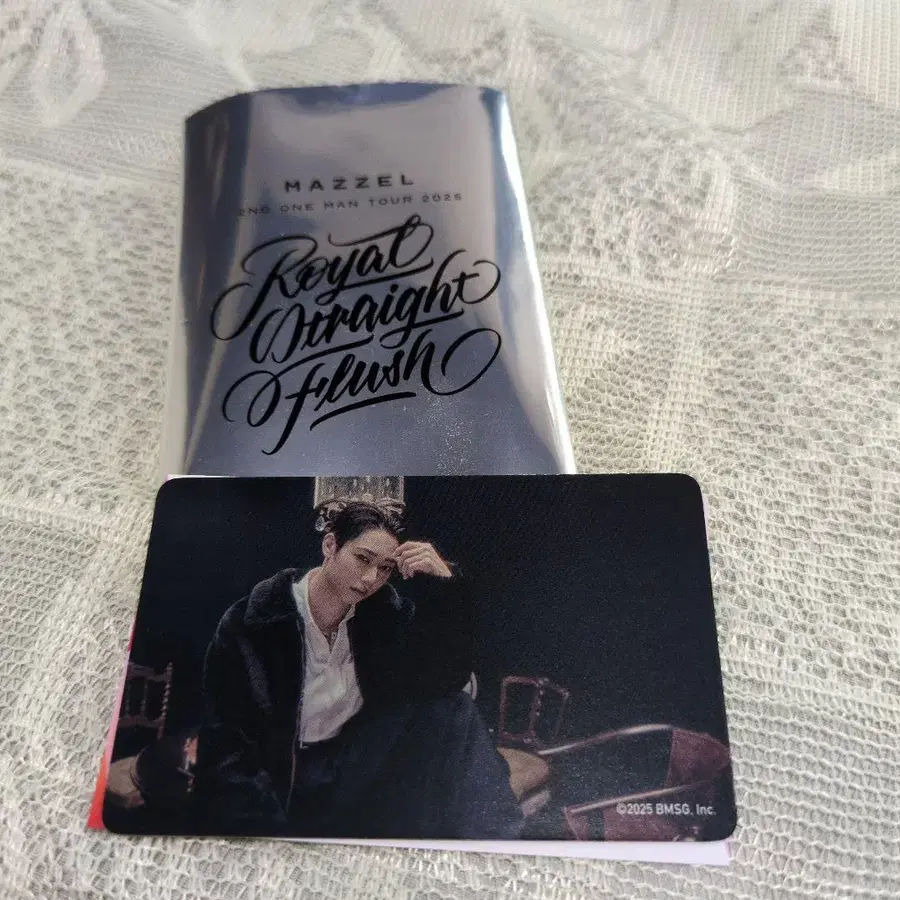 MAZZEL
2ND ONE MAN TOUR 2025
Royal
Straight
Flush
©2025 BMSG, Inc.